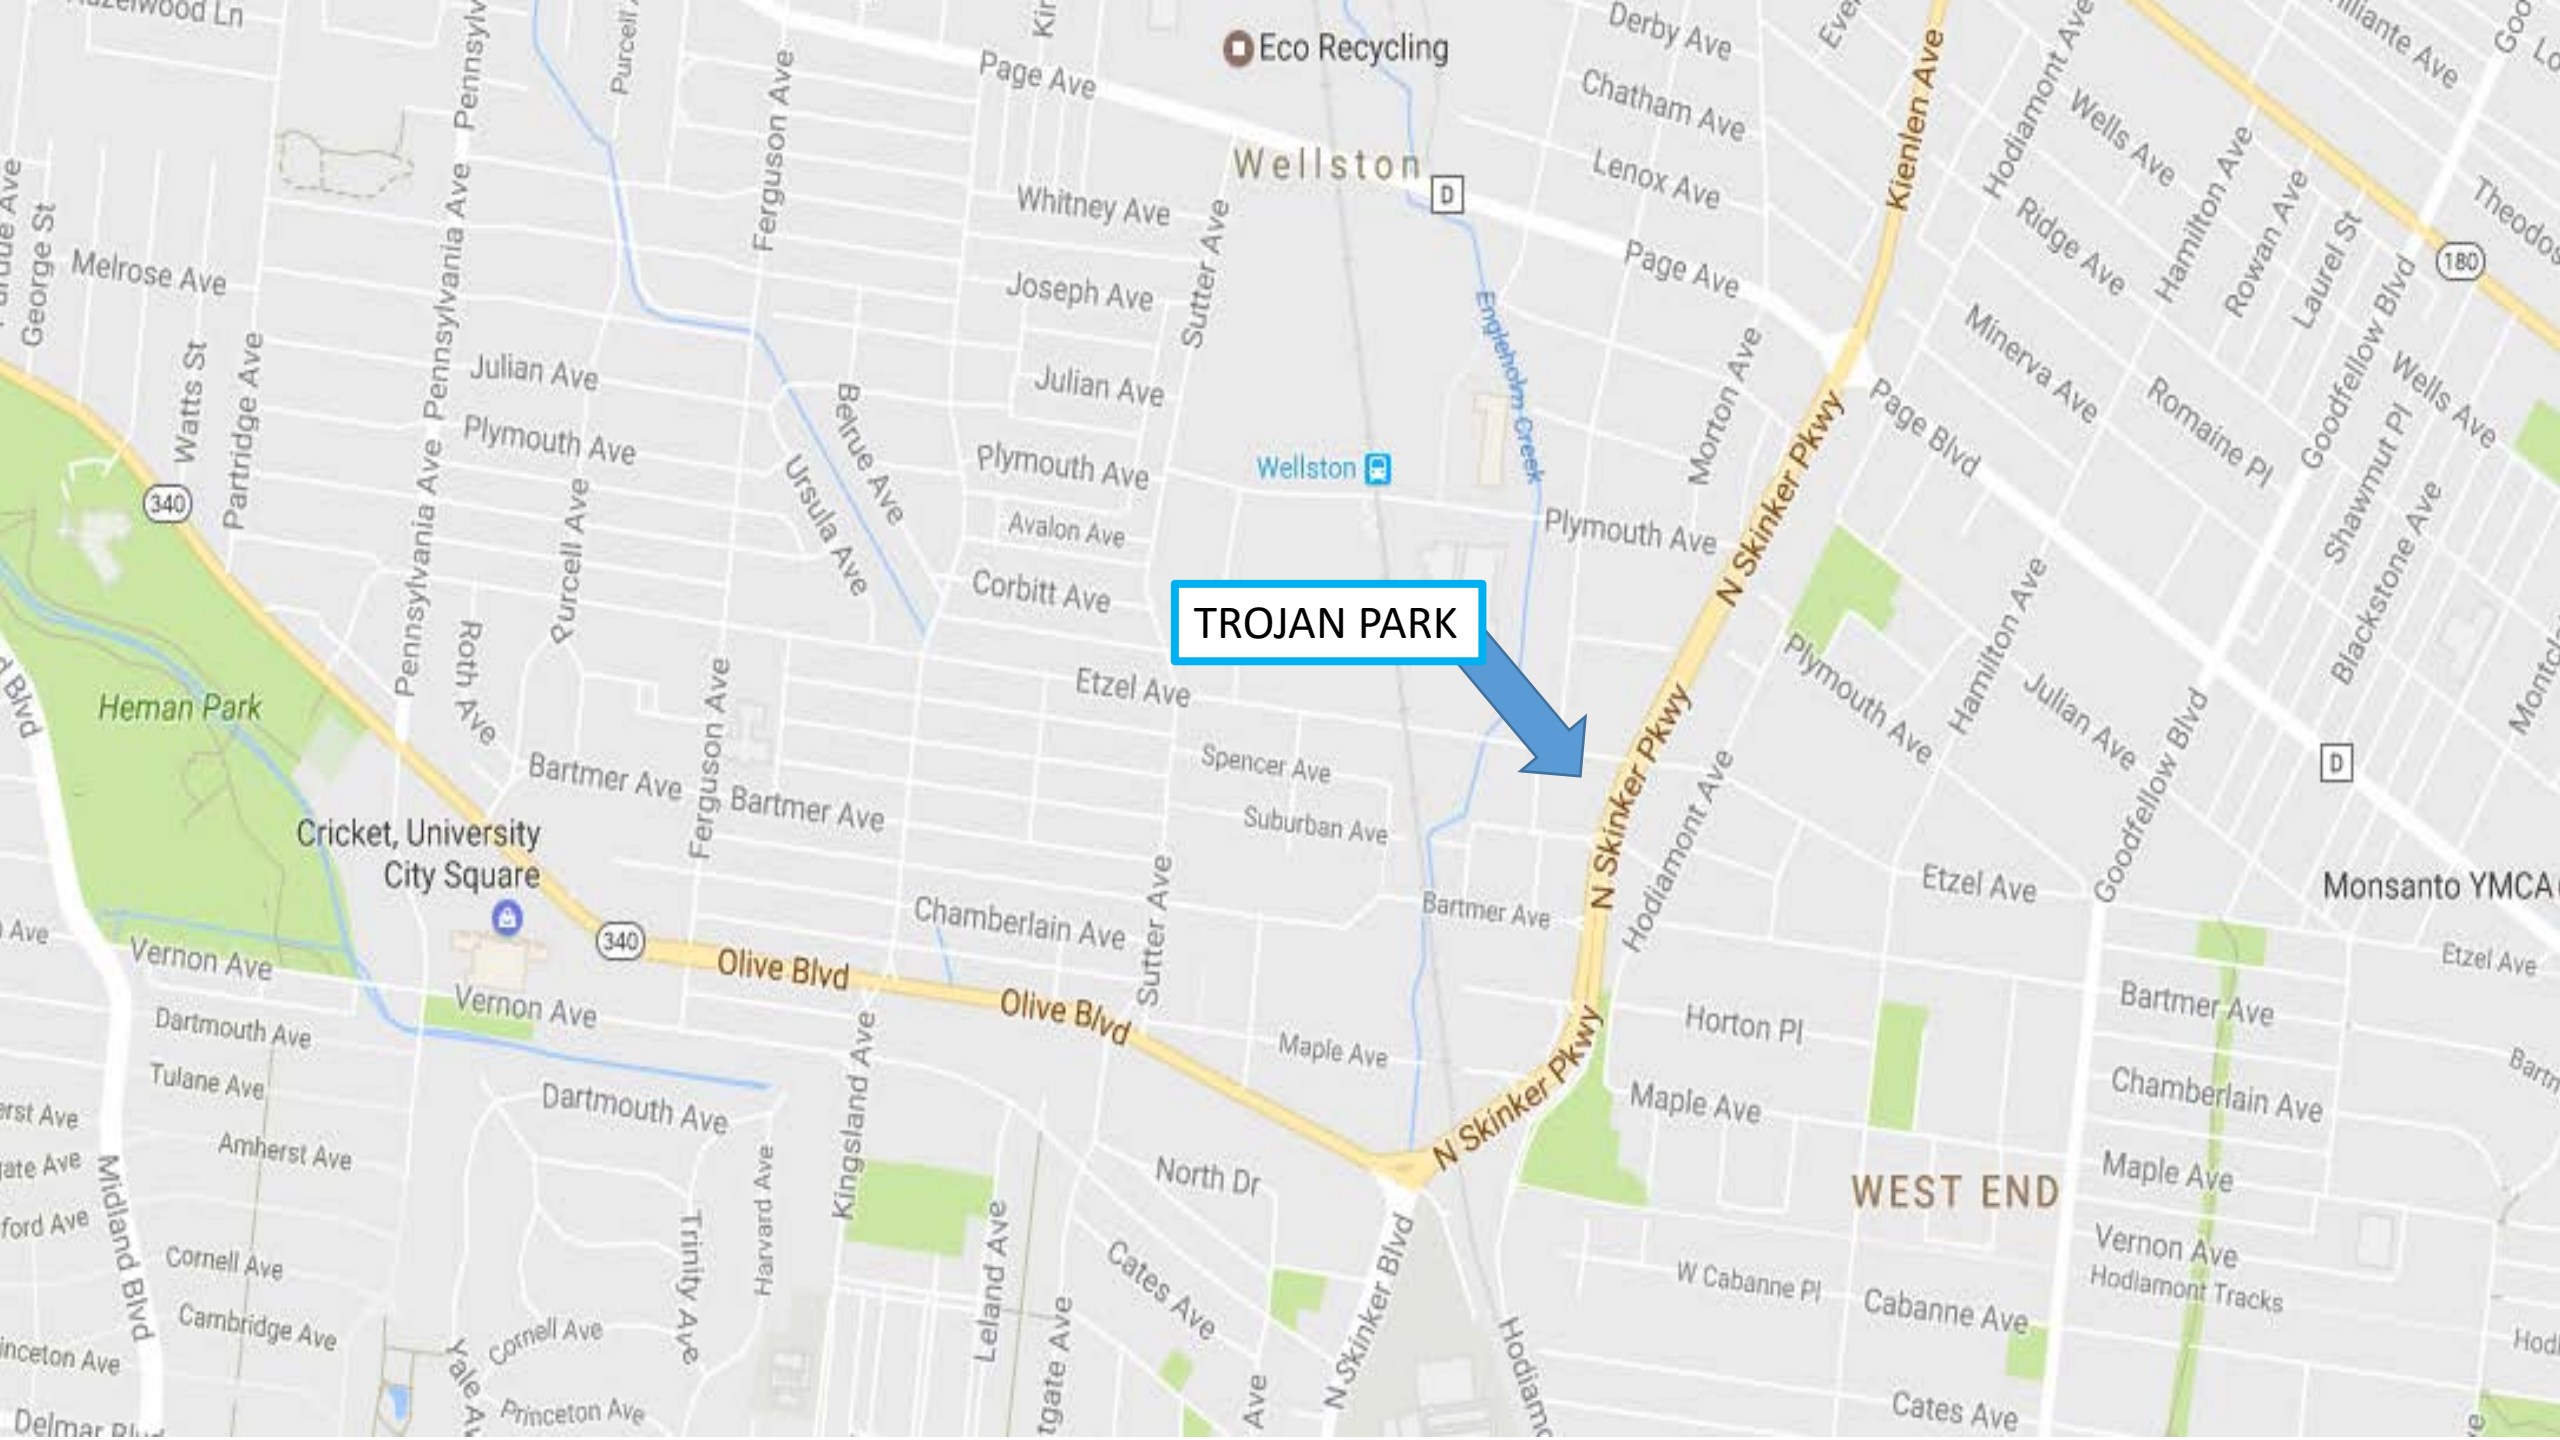 Derby Ave
Eco Recycling
Page Ave
Purcell
Ferguson Ave
Chatham Ave
Kienlen Ave
Hodiamont Ave
Wells Ave
Wellston
D
Lenox Ave
Hamilton Ave
Whitney Ave
Sutter Ave
Rowan Ave
Laurel St
Ridge Ave
180
George St
Melrose Ave
Pennsylvania Ave
Pennsylvania Ave
Joseph Ave
Page Ave
Engleholm Creek
Minerva Ave
Goodfellow Blvd
Watts St
Partridge Ave
Julian Ave
Julian Ave
Morton Ave
Page Blvd
Romaine Pl
Wells Ave
Plymouth Ave
Belrue Ave
Plymouth Ave
Wellston
N Skinker Pkwy
Shawmut Pl
340
Pennsylvania Ave
Purcell Ave
Ursula Ave
Avalon Ave
Plymouth Ave
Blackstone Ave
Corbitt Ave
TROJAN PARK
Hamilton Ave
Roth Ave
Heman Park
Etzel Ave
N Skinker Pkwy
Plymouth Ave
Julian Ave
Goodfellow Blvd
D
Bartmer Ave
Ferguson Ave
Bartmer Ave
Spencer Ave
Suburban Ave
N Skinker Pkwy
Hodiamont Ave
Cricket, University
City Square
Etzel Ave
Monsanto YMCA
Chamberlain Ave
Sutter Ave
Bartmer Ave
Ave
Vernon Ave
340
Olive Blvd
Etzel Ave
Vernon Ave
Olive Blvd
Bartmer Ave
Dartmouth Ave
Horton Pl
Maple Ave
N Skinker Pkwy
Tulane Ave
Dartmouth Ave
Kingsland Ave
Maple Ave
Chamberlain Ave
Amherst Ave
Harvard Ave
North Dr
WEST END
Maple Ave
Midland Blvd
Trinity Ave
Leland Ave
Cates Ave
N Skinker Blvd
Vernon Ave
Cornell Ave
W Cabanne Pl
Hodiamont Tracks
Cambridge Ave
Cornell Ave
Cabanne Ave
Princeton Ave
Ave
Cates Ave